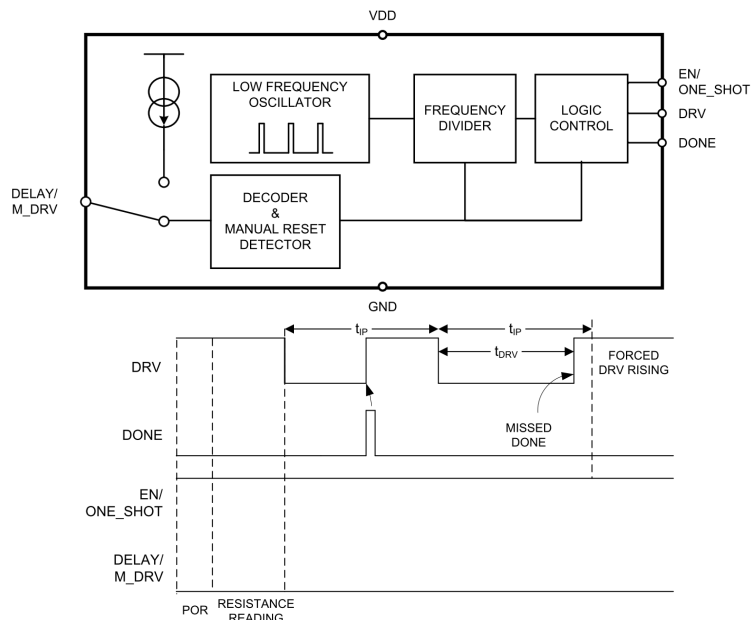 VDD
LOW FREQUENCY
OSCILLATOR
FREQUENCY
DIVIDER
LOGIC
CONTROL
EN/
ONE_SHOT
DRV
DONE
DELAY/
M_DRV
DECODER
&
MANUAL RESET
DETECTOR
GND
tIP
tIP
DRV
tDRV
FORCED
DRV RISING
MISSED
DONE
DONE
EN/
ONE_SHOT
DELAY/
M_DRV
POR
RESISTANCE
READING